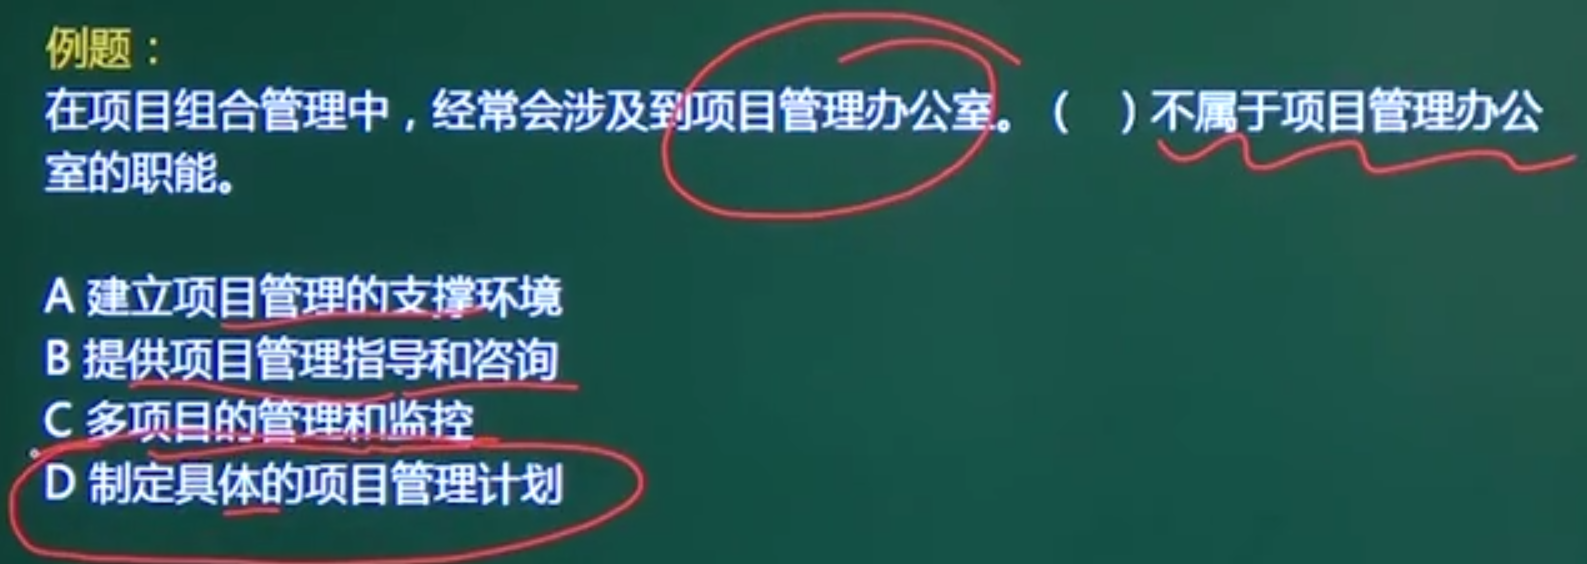 例题：
在项目组合管理中，经常会涉及到项目管理办公室。（　）不属于项目管理办公
室的职能。
A 建立项目管理的支撑环境
B 提供项目管理指导和咨询
C 多项目的管理和监控
D 制定具体的项目管理计划